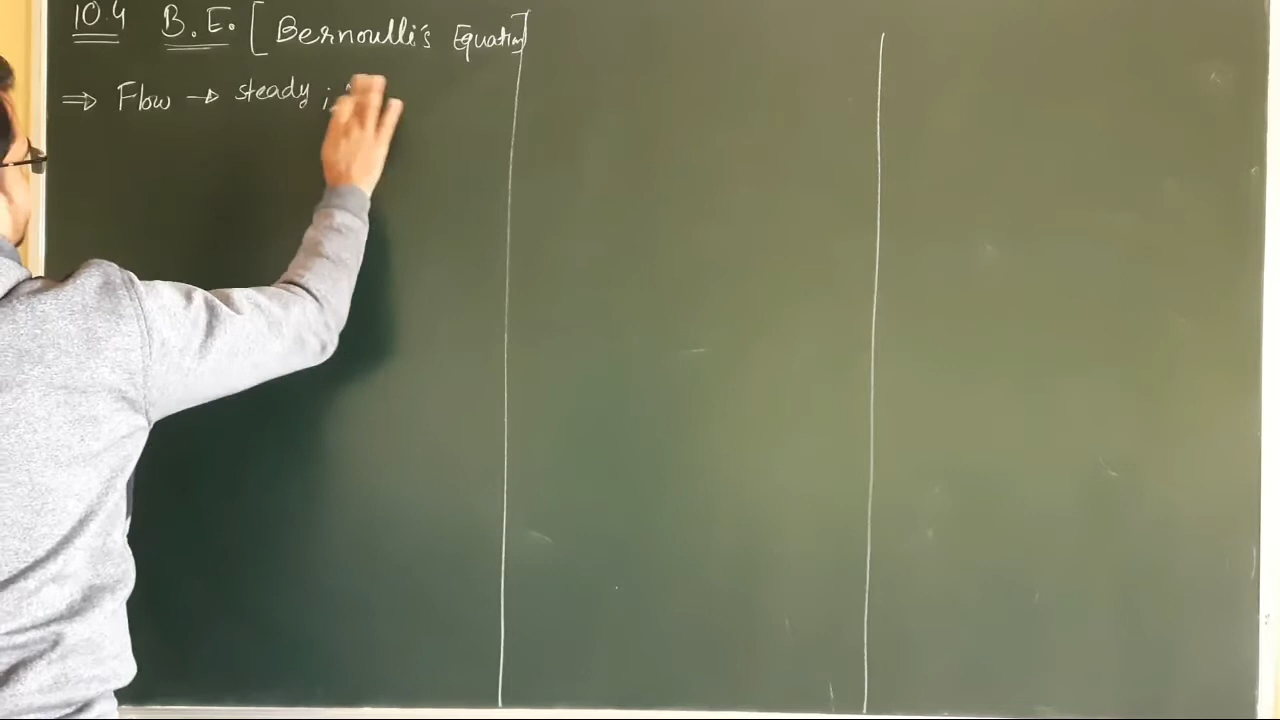 10.4 B.E. [Bernoulli's Equation]
⇒ Flow → steady ;